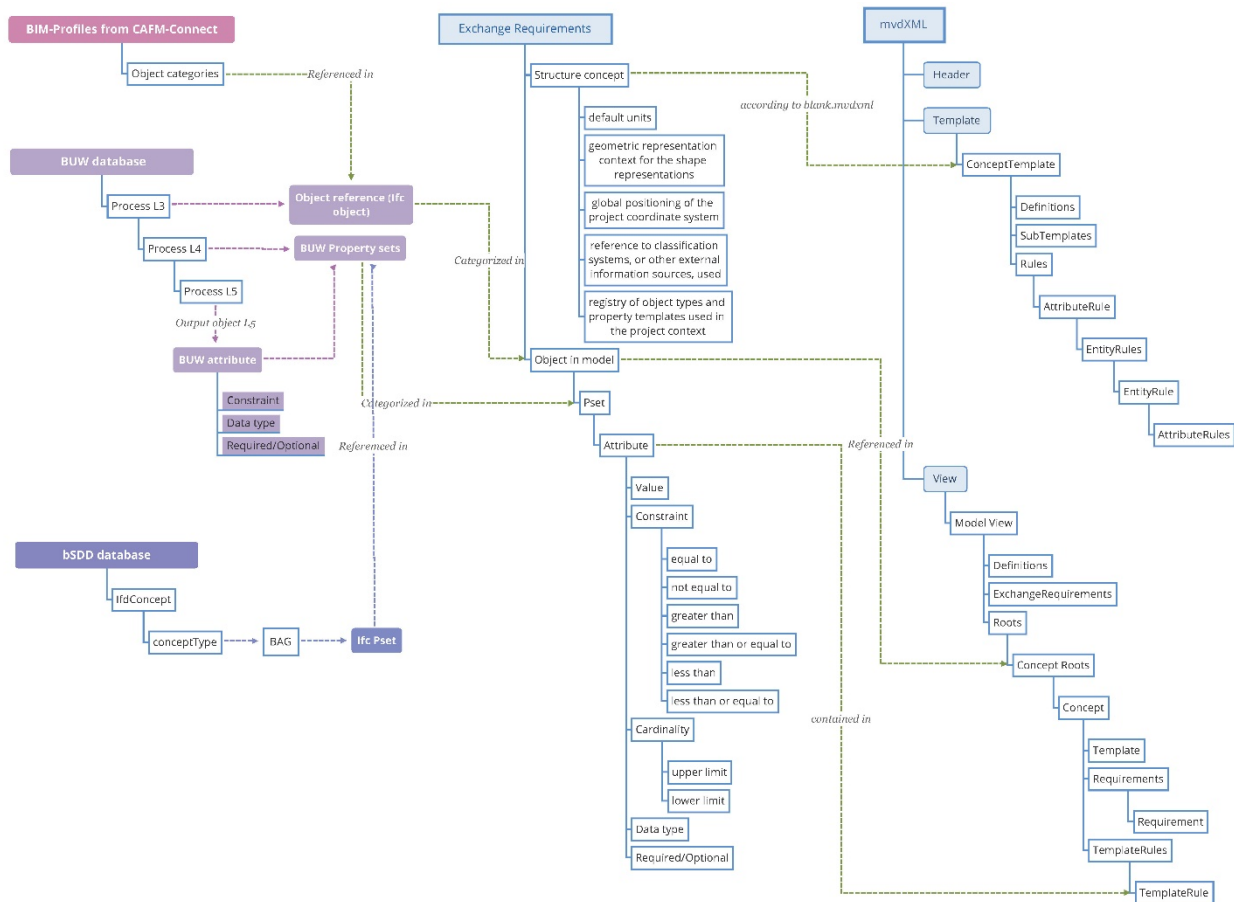 BIM-Profiles from CAFM-Connect
Object categories
Referenced in
BUW database
Process L3
Process L4
Process L5
Output object L5
BUW attribute
Constraint
Data type
Required/Optional
Object reference (Ifc
object)
BUW Property sets
Categorized in
Referenced in
bSDD database
IfdConcept
conceptType
BAG
Ifc Pset
Exchange Requirements
Structure concept
default units
geometric representation
context for the shape
representations
global positioning of the
project coordinate system
reference to classification
systems, or other external
information sources, used
registry of object types and
property templates used in
the project context
Categorized in
Object in model
Pset
Attribute
Value
Constraint
equal to
not equal to
greater than
greater than or equal to
less than
less than or equal to
Cardinality
upper limit
lower limit
Data type
Required/Optional
according to blank.mvdxml
Referenced in
contained in
mvdXML
Header
Template
ConceptTemplate
Definitions
SubTemplates
Rules
AttributeRule
EntityRules
EntityRule
AttributeRules
View
Model View
Definitions
ExchangeRequirements
Roots
Concept Roots
Concept
Template
Requirements
Requirement
TemplateRules
TemplateRule